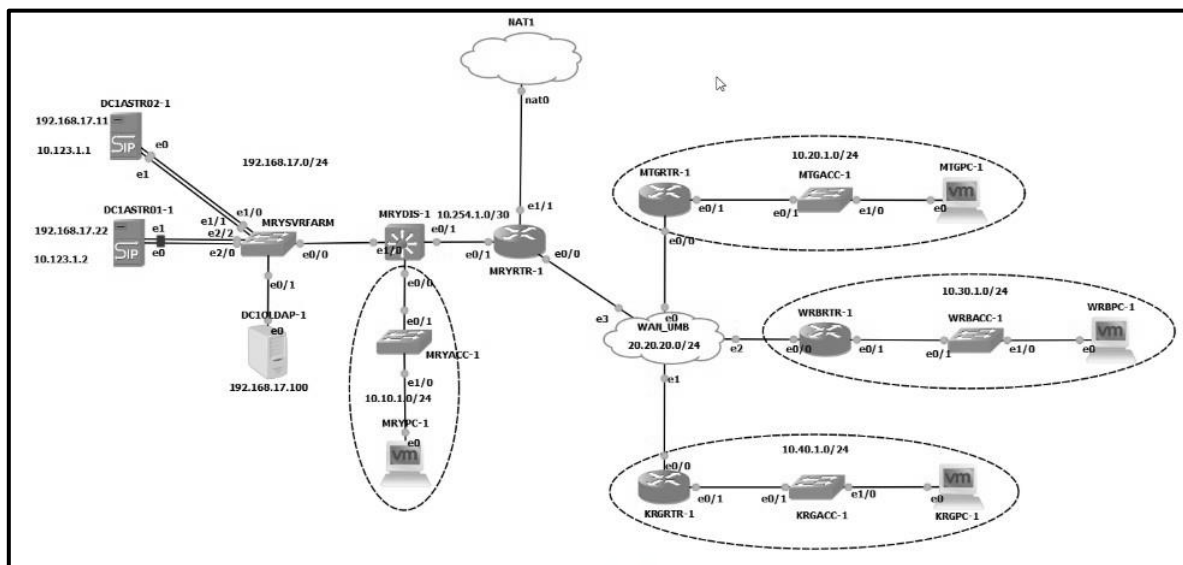 NAT1
nat0
DC1ASTR02-1
192.168.17.11
SIP
10.123.1.1
e0
e1
192.168.17.0/24
e1/0
e1/1
DC1ASTR01-1
192.168.17.22
SIP
10.123.1.2
e1
e0
e2/2
e2/0
MRYSVRFARM
e0/0
e0/1
e0
192.168.17.100
MRYDIS-1
e1/0
e0/1
e0/0
10.254.1.0/30
e1/1
e0/1
MRYRTR-1
e0/0
e0/1
MRYACC-1
e1/0
10.10.1.0/24
MRYPC-1
e0
vm
e3
WAN_UMB
20.20.20.0/24
e0
e2
e1
10.20.1.0/24
MTGRTR-1
e0/1
e0/0
MTGACC-1
e0/1
e1/0
MTGPC-1
e0
vm
10.30.1.0/24
WRBRTR-1
e0/0
e0/1
WRBACC-1
e0/1
e1/0
WRBPC-1
e0
vm
10.40.1.0/24
e0/0
KRGRTR-1
e0/1
e0/1
KRGACC-1
e1/0
e0
vm
KRGPC-1